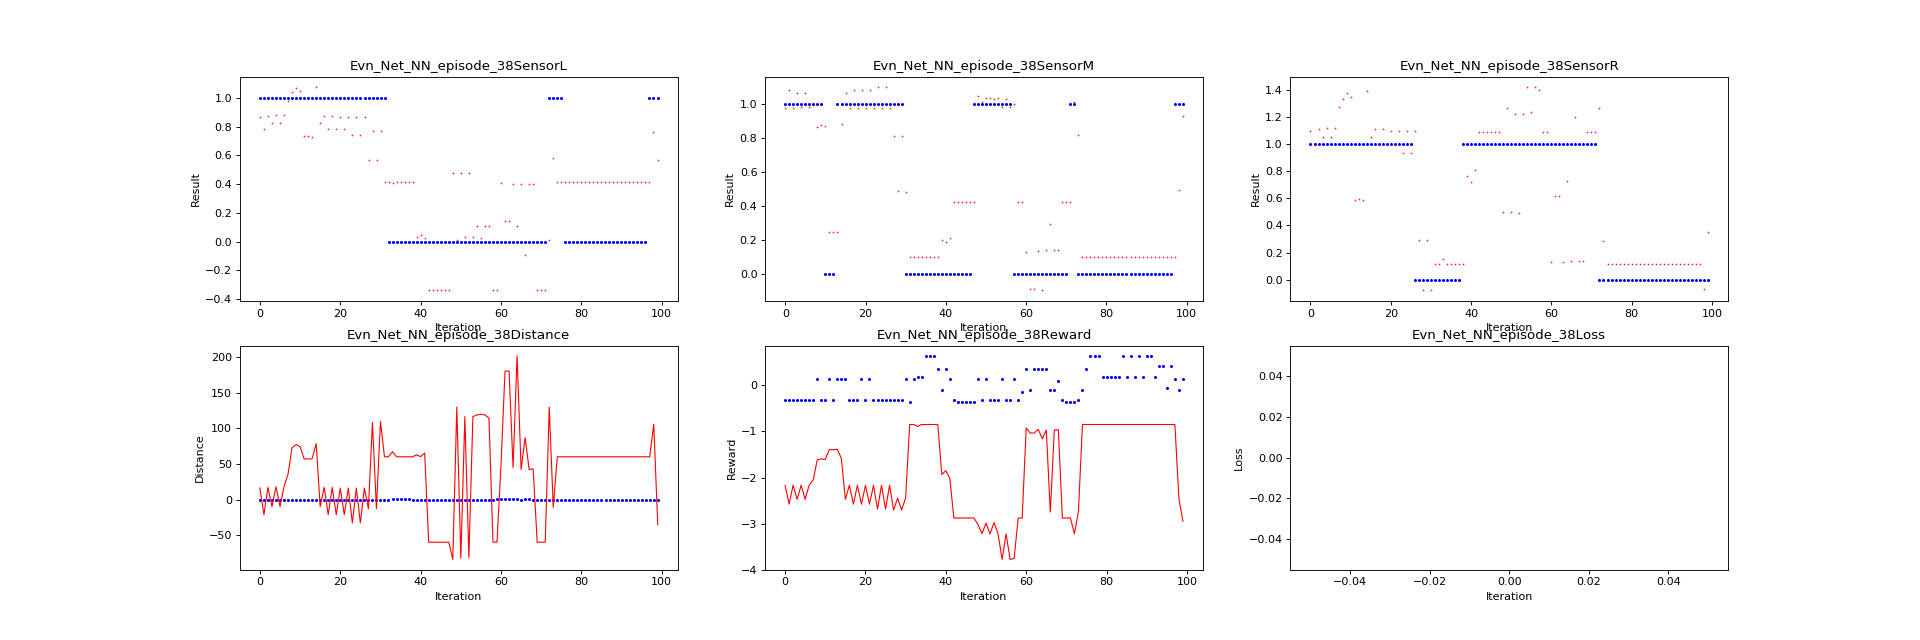 Evn_Net_NN_episode_38SensorL
Result
1.0
0.8
0.6
0.4
0.2
0.0
−0.2
−0.4
0 20 40 60 80 100
Iteration
Evn_Net_NN_episode_38SensorM
Result
1.0
0.8
0.6
0.4
0.2
0.0
0 20 40 60 80 100
Iteration
Evn_Net_NN_episode_38SensorR
Result
1.4
1.2
1.0
0.8
0.6
0.4
0.2
0.0
0 20 40 60 80 100
Iteration
Evn_Net_NN_episode_38Distance
Distance
200
150
100
50
0
−50
0 20 40 60 80 100
Iteration
Evn_Net_NN_episode_38Reward
Reward
0
−1
−2
−3
−4
0 20 40 60 80 100
Iteration
Evn_Net_NN_episode_38Loss
Loss
0.04
0.02
0.00
−0.02
−0.04
−0.04 −0.02 0.00 0.02 0.04
Iteration